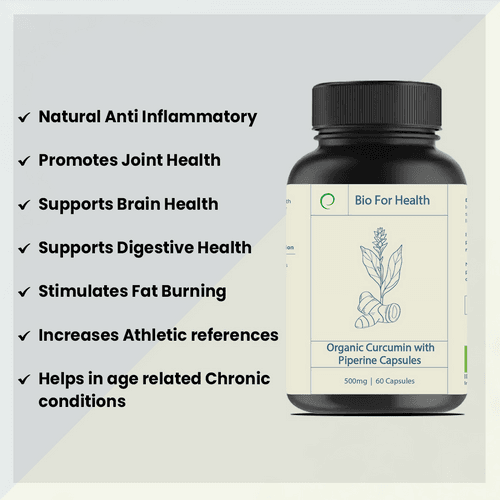 Natural Anti Inflammatory
Promotes Joint Health
Supports Brain Health
Supports Digestive Health
Stimulates Fat Burning
Increases Athletic references
Helps in age related Chronic
conditions
Bio For Health
Organic Curcumin with
Piperine Capsules
500mg | 60 Capsules